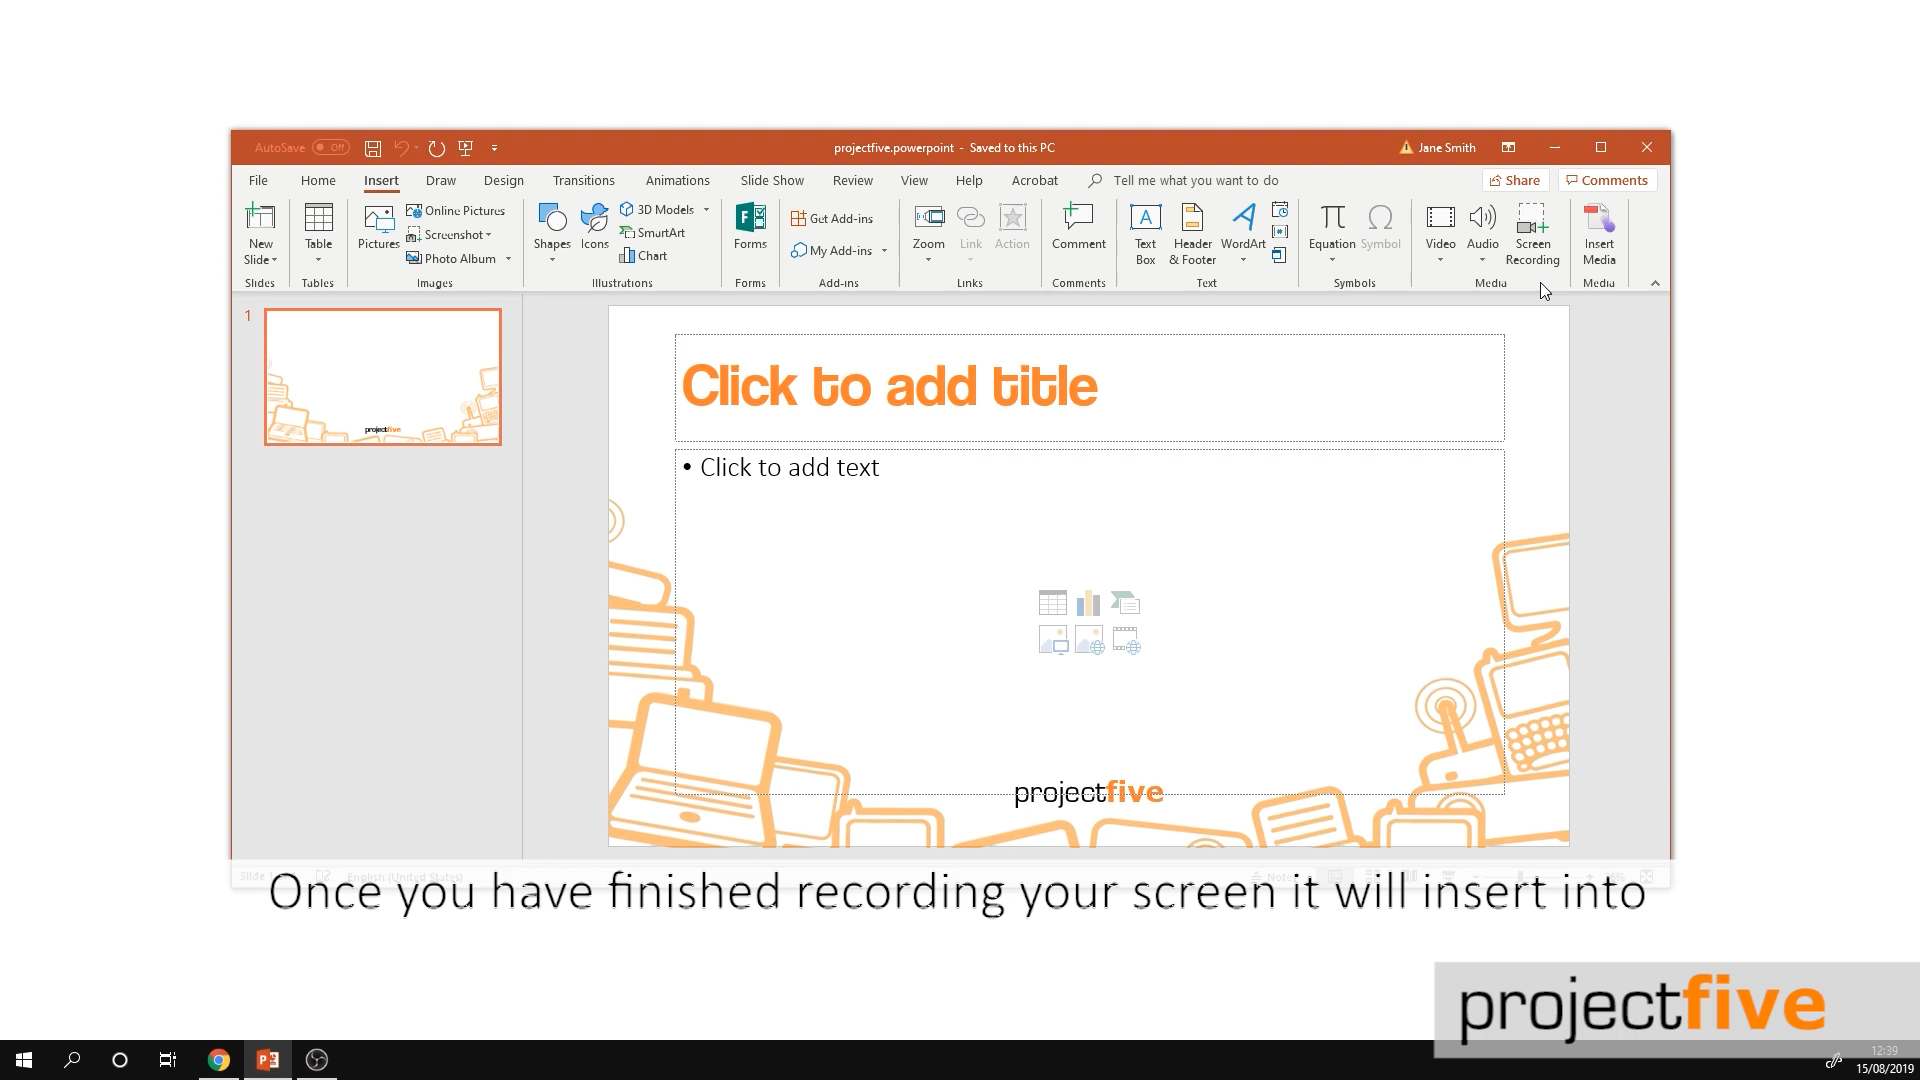 AutoSave Off
projectfive.powerpoint - Saved to this PC
Jane Smith
File Home Insert Draw Design Transitions Animations Slide Show Review View Help Acrobat Tell me what you want to do Share Comments
New Slide
Table
Pictures
Online Pictures
Screenshot
Photo Album
Shapes
Icons
3D Models
SmartArt
Chart
Forms
Get Add-ins
My Add-ins
Zoom
Link
Action
Comment
Text Box
Header & Footer
WordArt
Equation
Symbol
Video
Audio
Screen Recording
Insert Media
Slides Tables Images Illustrations Forms Add-ins Links Comments Text Symbols Media Media
1
projectfive
Click to add title
• Click to add text
projectfive
English (United States)
Once you have finished recording your screen it will insert into
projectfive
12:39
15/08/2019